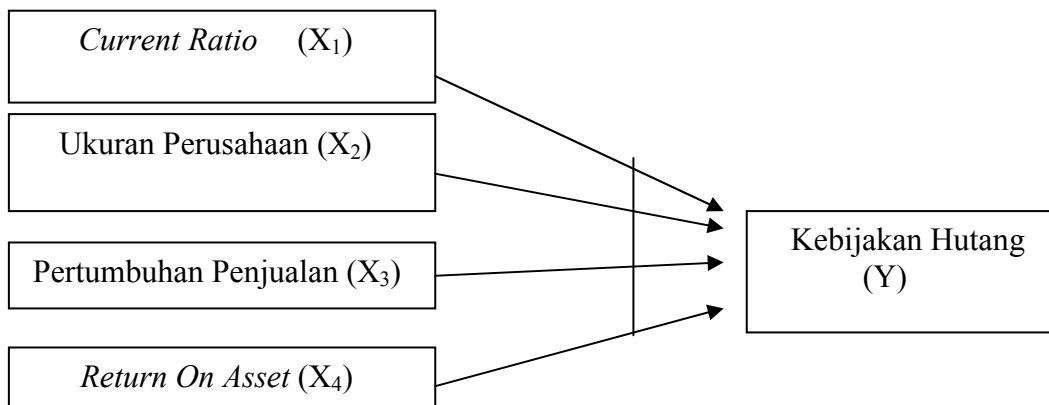 Current Ratio (X₁)
Ukuran Perusahaan (X₂)
Pertumbuhan Penjualan (X₃)
Return On Asset (X₄)
Kebijakan Hutang
(Y)